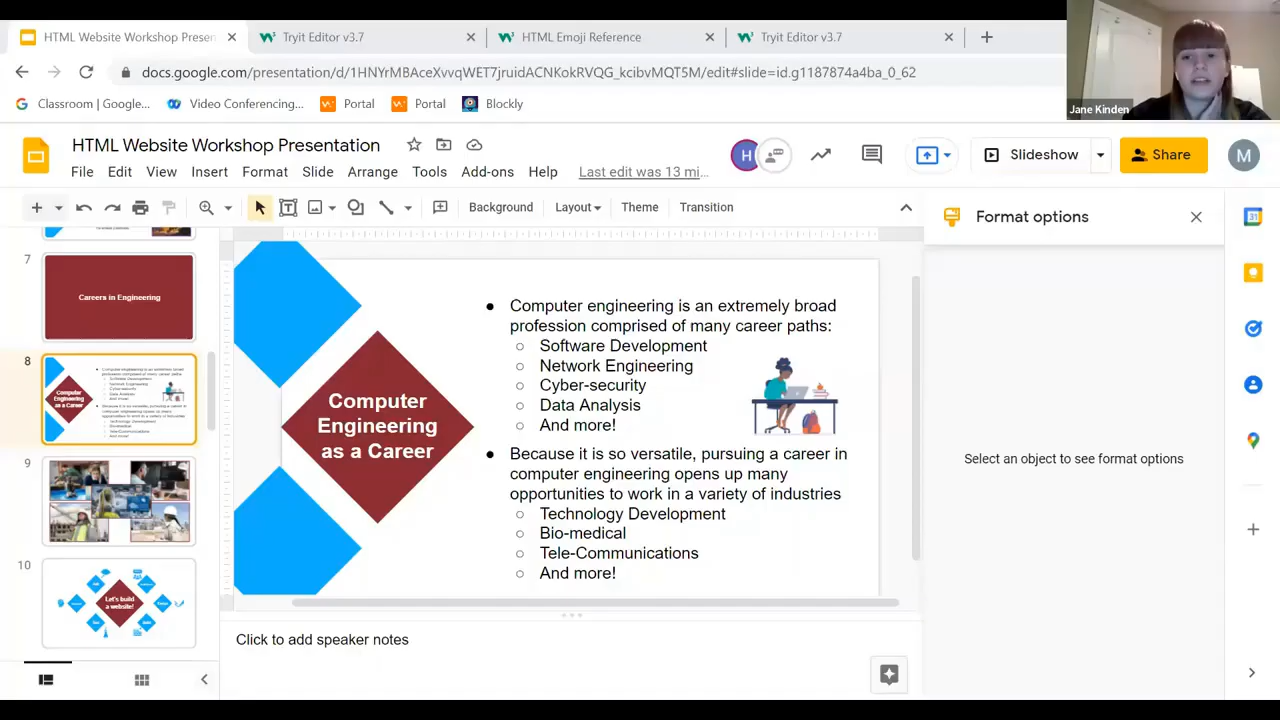 HTML Website Workshop Presen
Tryit Editor v3.7
HTML Emoji Reference
Tryit Editor v3.7
docs.google.com/presentation/d/1HNYrMBAceXvvqWET7jruidACNKokRVQG_kcibvMQT5M/edit#slide=id.g1187874a4ba_0_62
Jane Kinden
Classroom | Google...
Video Conferencing...
Portal
Portal
Blockly
HTML Website Workshop Presentation
File Edit View Insert Format Slide Arrange Tools Add-ons Help Last edit was 13 mi...
H
Slideshow
Share
M
Background
Layout
Theme
Transition
Format options
31
7
Careers in Engineering
8
Computer
Engineering
as a Career
9
10
Let's build
a website!
Computer
Engineering
as a Career
● Computer engineering is an extremely broad
profession comprised of many career paths:
○ Software Development
○ Network Engineering
○ Cyber-security
○ Data Analysis
○ And more!
● Because it is so versatile, pursuing a career in
computer engineering opens up many
opportunities to work in a variety of industries
○ Technology Development
○ Bio-medical
○ Tele-Communications
○ And more!
Select an object to see format options
Click to add speaker notes